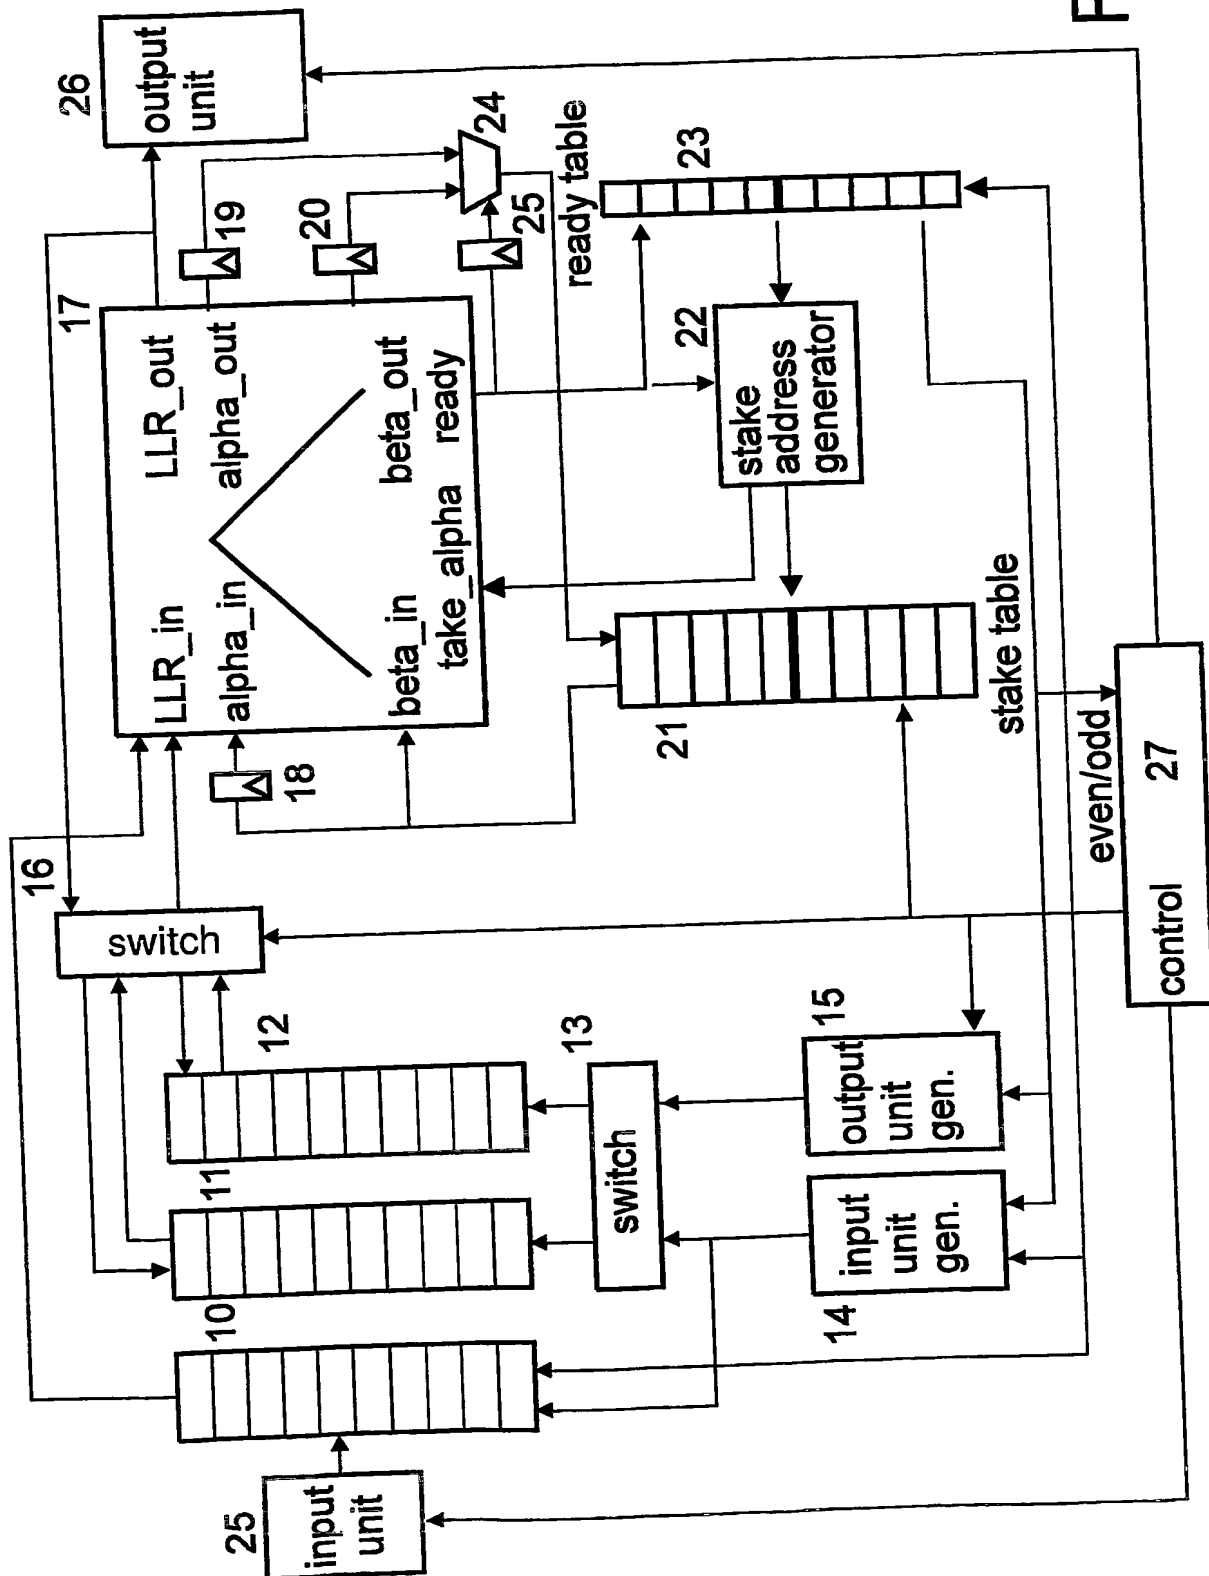 16
17
26
output
unit
switch
LLR_in
LLR_out
alpha_in
alpha_out
10
11
12
25
input
unit
18
19
20
beta_in
beta_out
take_alpha
ready
24
25
ready table
13
switch
21
22
23
stake
address
generator
14
15
input
unit
gen.
output
unit
gen.
stake table
even/odd
control
27
F